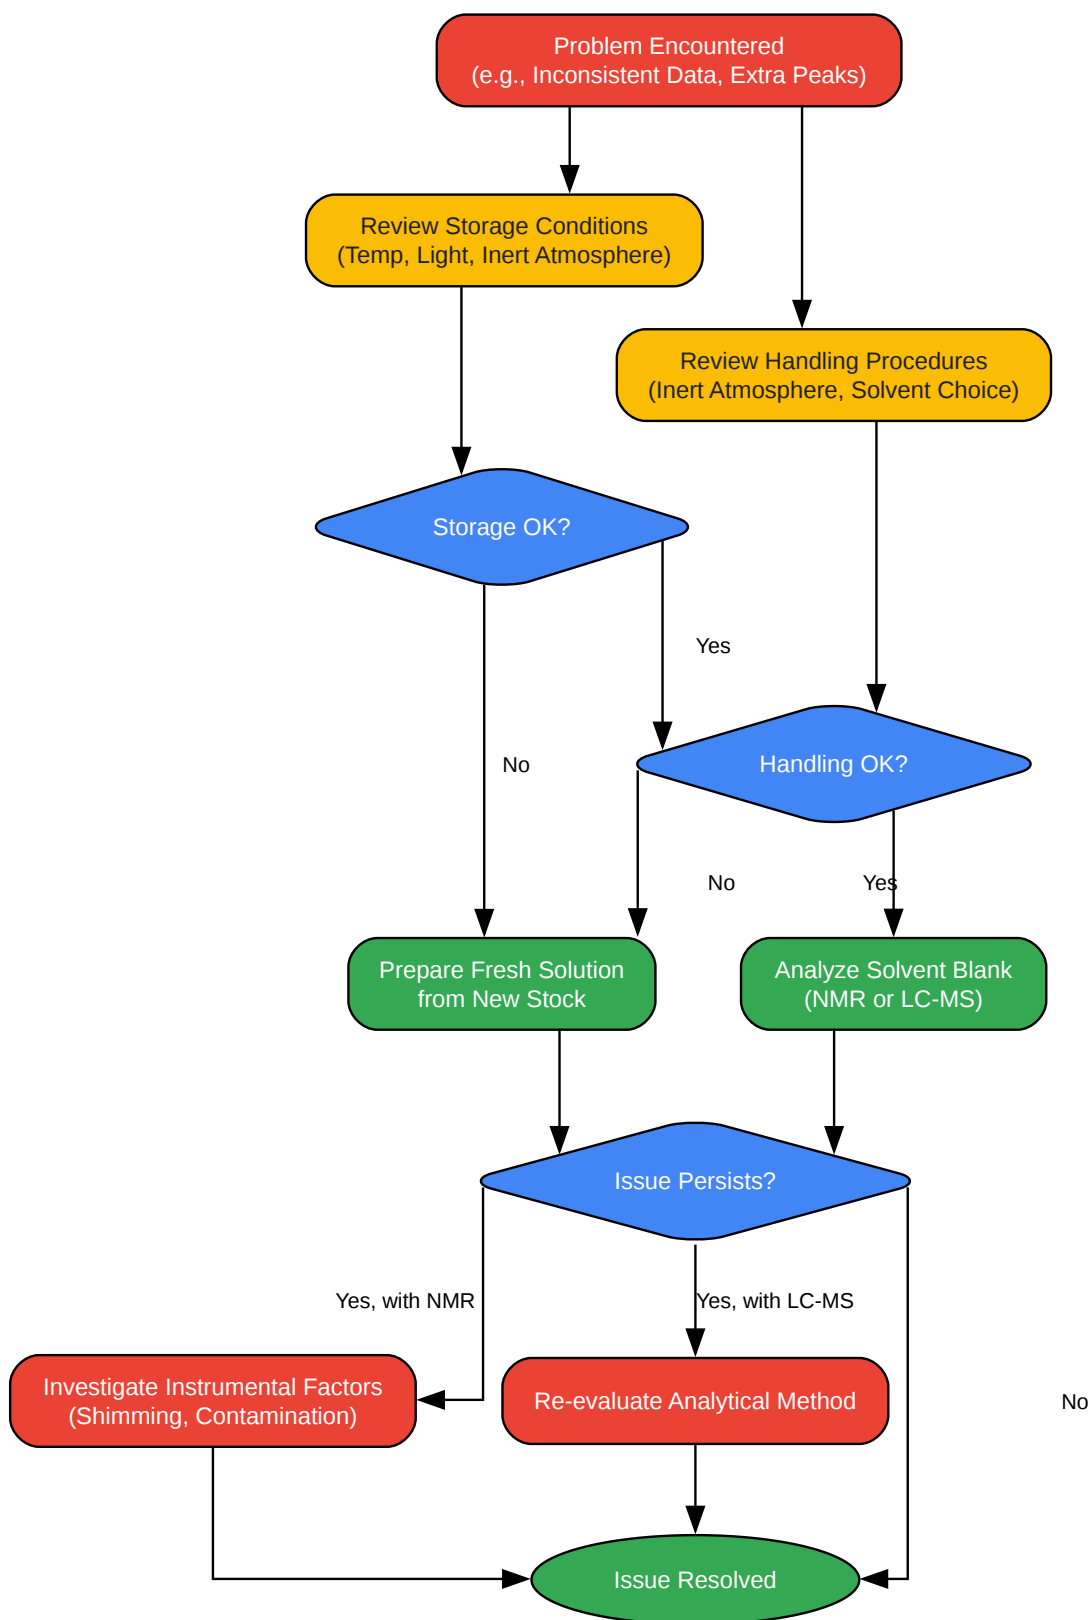 Problem Encountered
(e.g., Inconsistent Data, Extra Peaks)
Review Storage Conditions
(Temp, Light, Inert Atmosphere)
Review Handling Procedures
(Inert Atmosphere, Solvent Choice)
Storage OK?
Yes
No
Handling OK?
No
Yes
Prepare Fresh Solution
from New Stock
Analyze Solvent Blank
(NMR or LC-MS)
Issue Persists?
Yes, with NMR
Yes, with LC-MS
Investigate Instrumental Factors
(Shimming, Contamination)
Re-evaluate Analytical Method
No
Issue Resolved